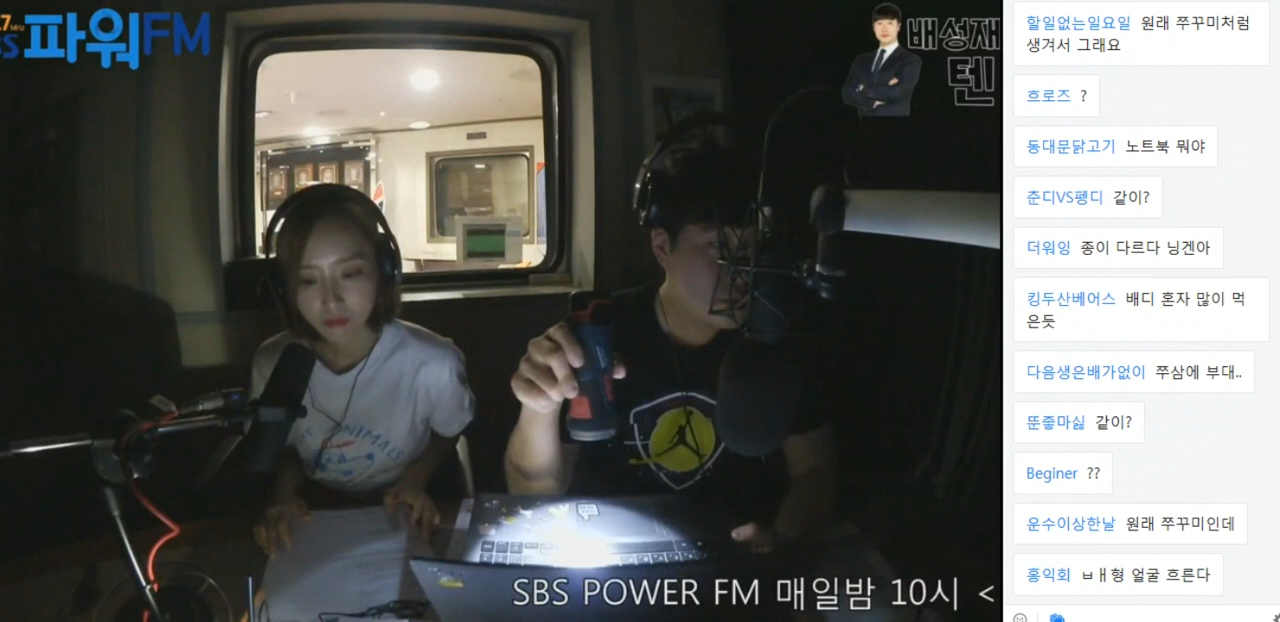 .7MHz
BS 파워FM
배성재
텐
ANIMALS
SBS POWER FM 매일밤 10시 <
할일없는일요일 원래 쭈꾸미처럼
생겨서 그래요
흐로즈 ?
동대문닭고기 노트북 뭐야
준디VS펭디 같이?
더워잉 종이 다르다 닝겐아
킹두산베어스 배디 혼자 많이 먹
은듯
다음생은배가없이 쭈삼에 부대..
뚠좋마싫 같이?
Beginer ??
운수이상한날 원래 쭈꾸미인데
홍익회 ㅂㅐ형 얼굴 흐른다